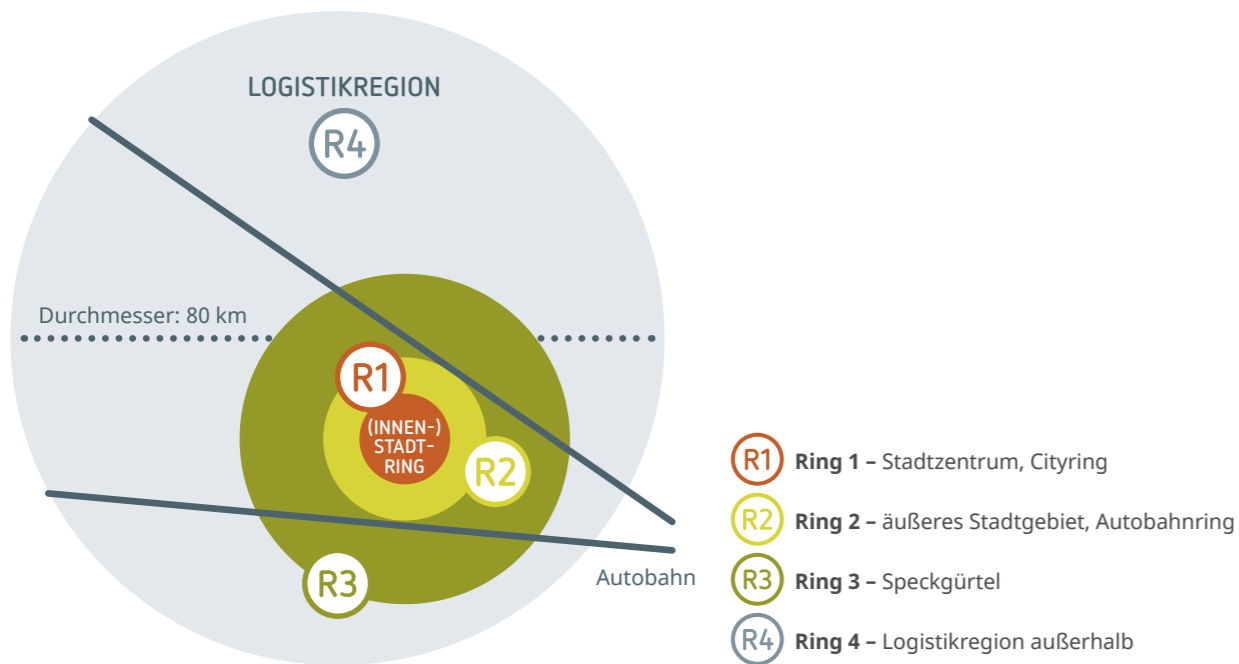 LOGISTIKREGION
R4
Durchmesser: 80 km
R1
(INNEN-)
STADT-
RING
R2
R3
Autobahn
R1 Ring 1 – Stadtzentrum, Cityring
R2 Ring 2 – äußeres Stadtgebiet, Autobahnring
R3 Ring 3 – Speckgürtel
R4 Ring 4 – Logistikregion außerhalb